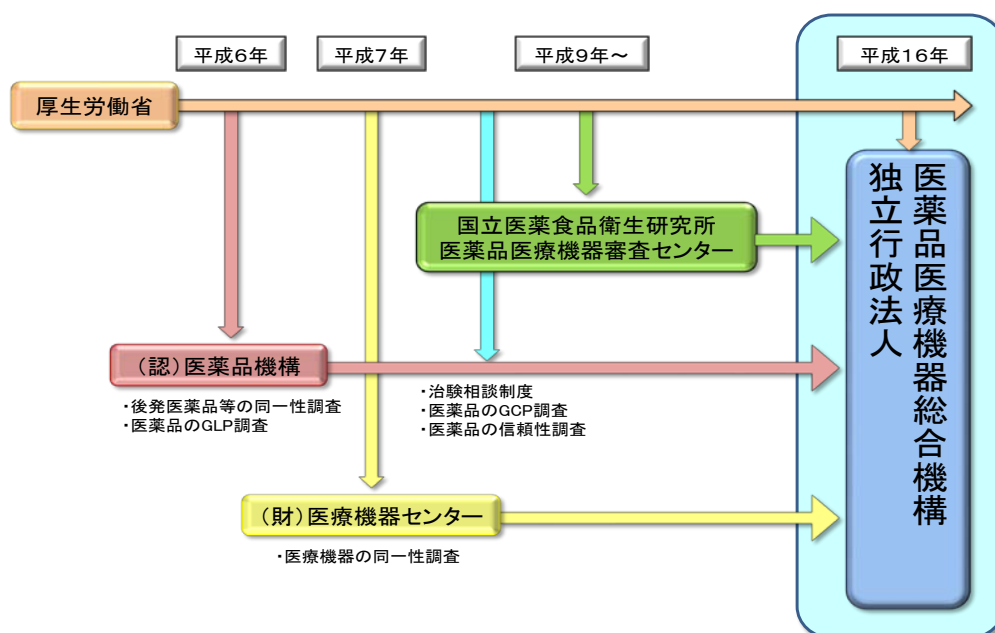 平成6年
平成7年
平成9年～
平成16年
厚生労働省
国立医薬食品衛生研究所
医薬品医療機器審査センター
（認）医薬品機構
・後発医薬品等の同一性調査
・医薬品のGLP調査
・治験相談制度
・医薬品のGCP調査
・医薬品の信頼性調査
（財）医療機器センター
・医療機器の同一性調査
医薬品医療機器総合機構
独立行政法人